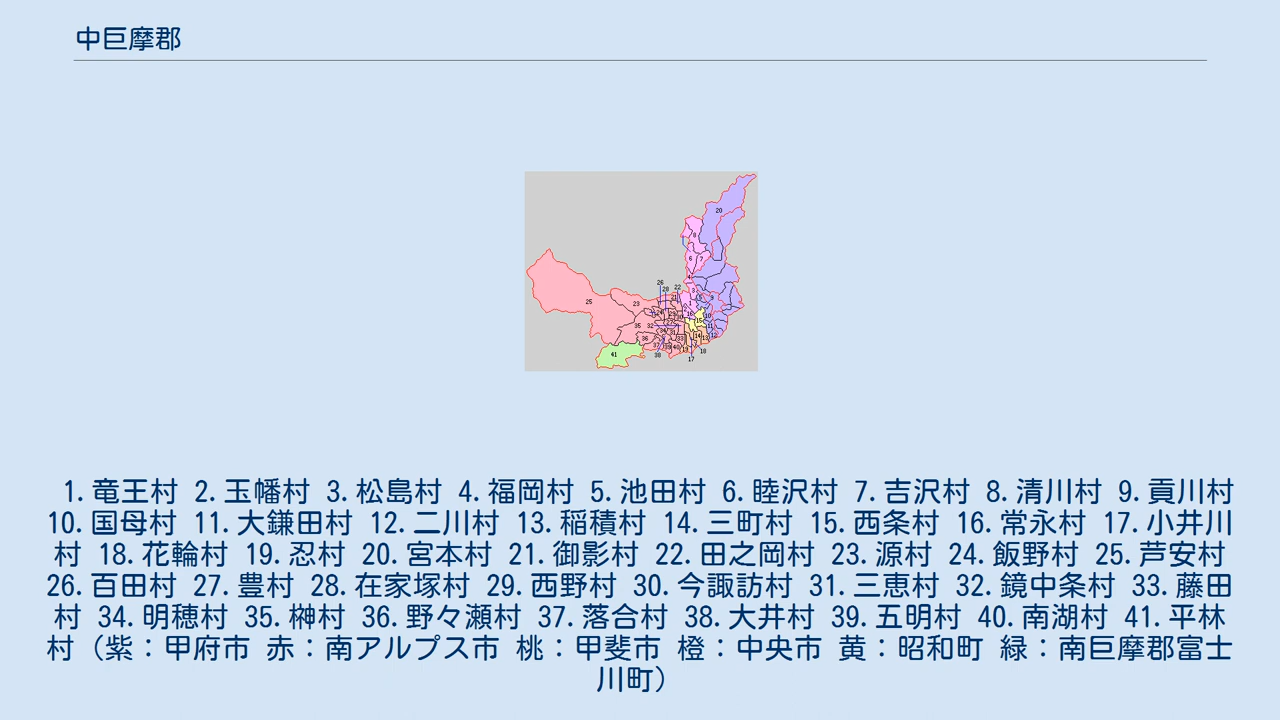 中巨摩郡
1.竜王村 2.玉幡村 3.松島村 4.福岡村 5.池田村 6.睦沢村 7.吉沢村 8.清川村 9.貢川村
10.国母村 11.大鎌田村 12.二川村 13.稲積村 14.三町村 15.西条村 16.常永村 17.小井川
村 18.花輪村 19.忍村 20.宮本村 21.御影村 22.田之岡村 23.源村 24.飯野村 25.芦安村
26.百田村 27.豊村 28.在家塚村 29.西野村 30.今諏訪村 31.三恵村 32.鏡中条村 33.藤田
村 34.明穂村 35.榊村 36.野々瀬村 37.落合村 38.大井村 39.五明村 40.南湖村 41.平林
村（紫：甲府市 赤：南アルプス市 桃：甲斐市 橙：中央市 黄：昭和町 緑：南巨摩郡富士
川町）